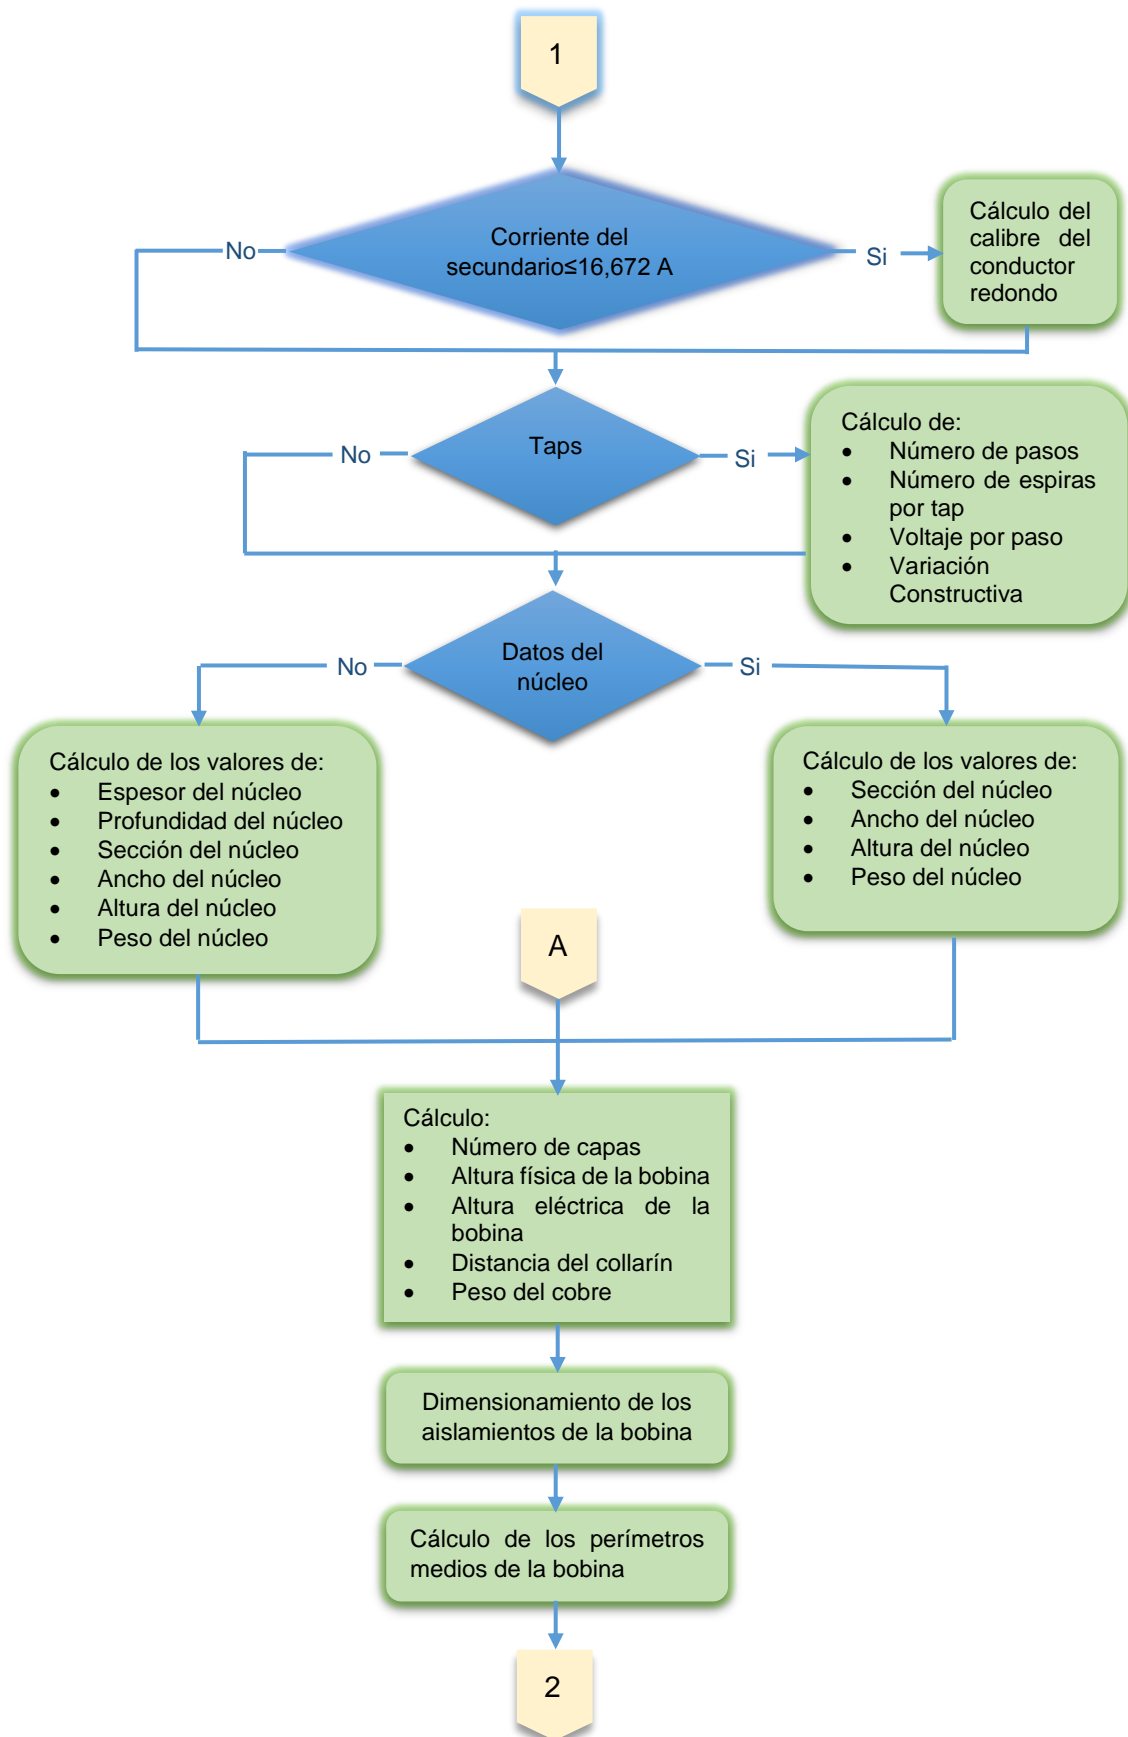 1
Corriente del
secundario≤16,672 A
No
Si
Cálculo del
calibre del
conductor
redondo
Taps
No
Si
Cálculo de:
• Número de pasos
• Número de espiras
por tap
• Voltaje por paso
• Variación
Constructiva
Datos del
núcleo
No
Si
Cálculo de los valores de:
• Espesor del núcleo
• Profundidad del núcleo
• Sección del núcleo
• Ancho del núcleo
• Altura del núcleo
• Peso del núcleo
Cálculo de los valores de:
• Sección del núcleo
• Ancho del núcleo
• Altura del núcleo
• Peso del núcleo
A
Cálculo:
• Número de capas
• Altura física de la bobina
• Altura eléctrica de la
bobina
• Distancia del collarín
• Peso del cobre
Dimensionamiento de los
aislamientos de la bobina
Cálculo de los perímetros
medios de la bobina
2